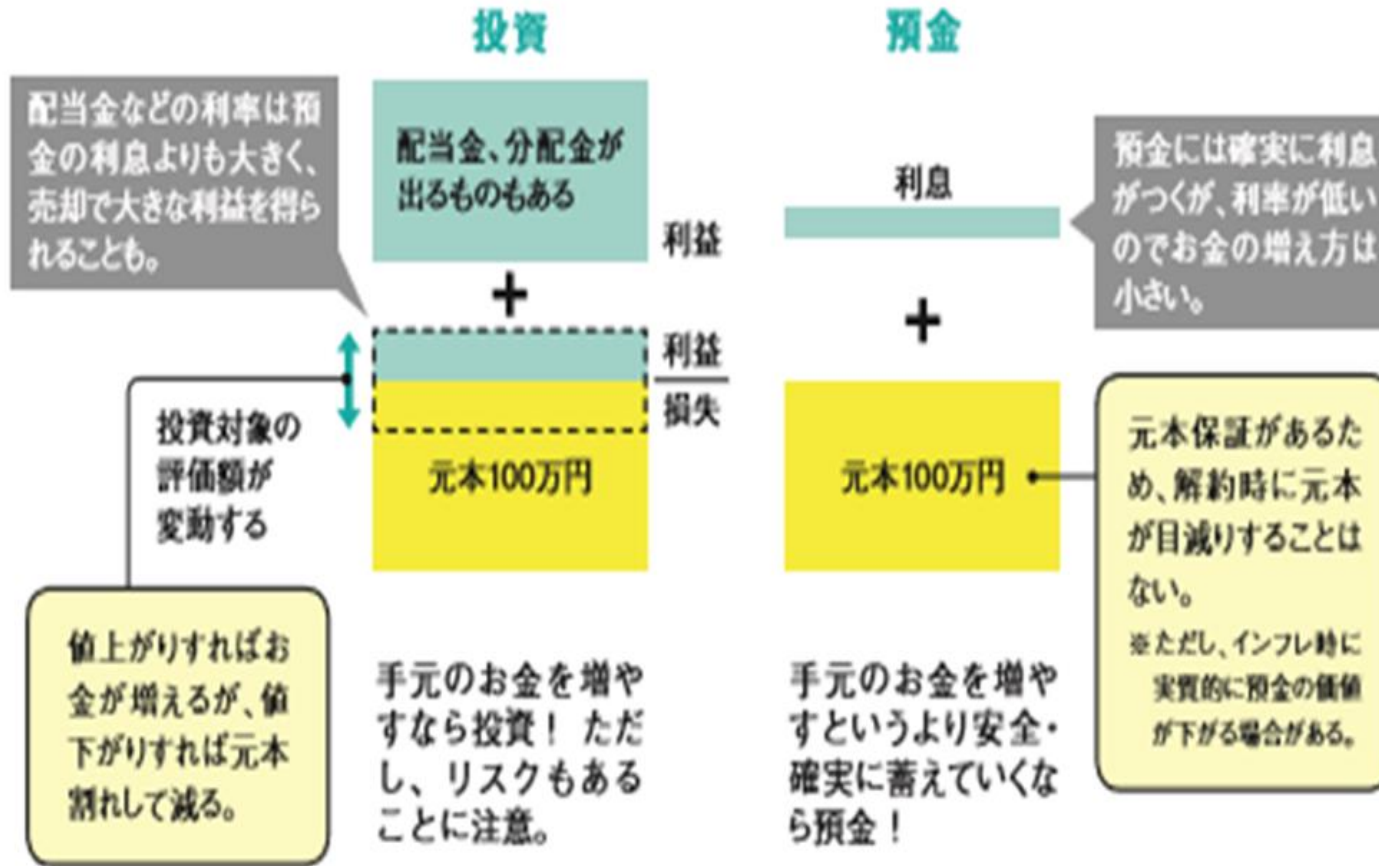 投資
預金
配当金などの利率は預
金の利息よりも大きく、
売却で大きな利益を得ら
れることも。
配当金、分配金が
出るものもある
利益
+
利益
損失
元本100万円
投資対象の
評価額が
変動する
値上がりすればお
金が増えるが、値
下がりすれば元本
割れして減る。
手元のお金を増や
すなら投資！ ただ
し、リスクもある
ことに注意。
利息
+
元本100万円
預金には確実に利息
がつくが、利率が低い
のでお金の増え方は
小さい。
元本保証があるた
め、解約時に元本
が目減りすることは
ない。
※ただし、インフレ時に
実質的に預金の価値
が下がる場合がある。
手元のお金を増や
すというより安全・
確実に蓄えていくな
ら預金！